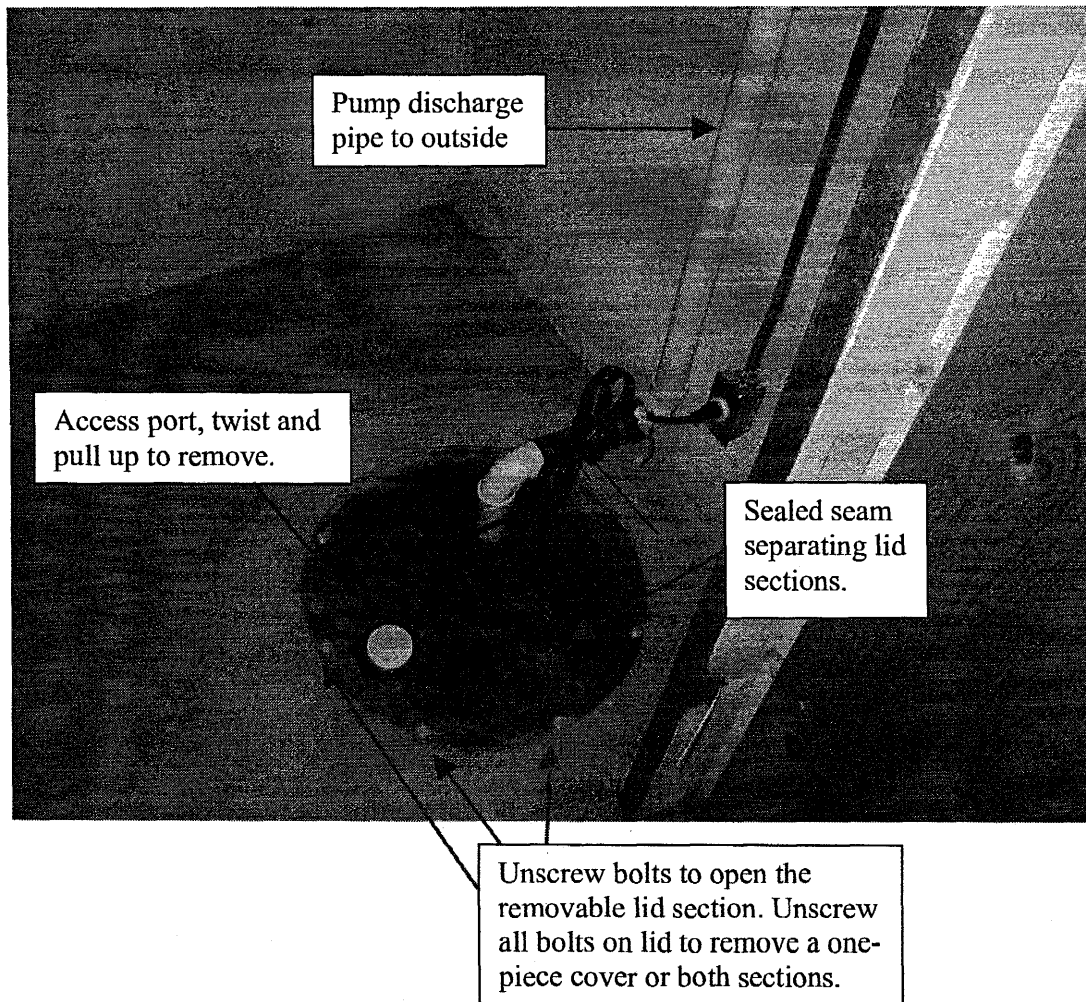 Pump discharge
pipe to outside
Access port, twist and
pull up to remove.
Sealed seam
separating lid
sections.
Unscrew bolts to open the
removable lid section. Unscrew
all bolts on lid to remove a one-
piece cover or both sections.